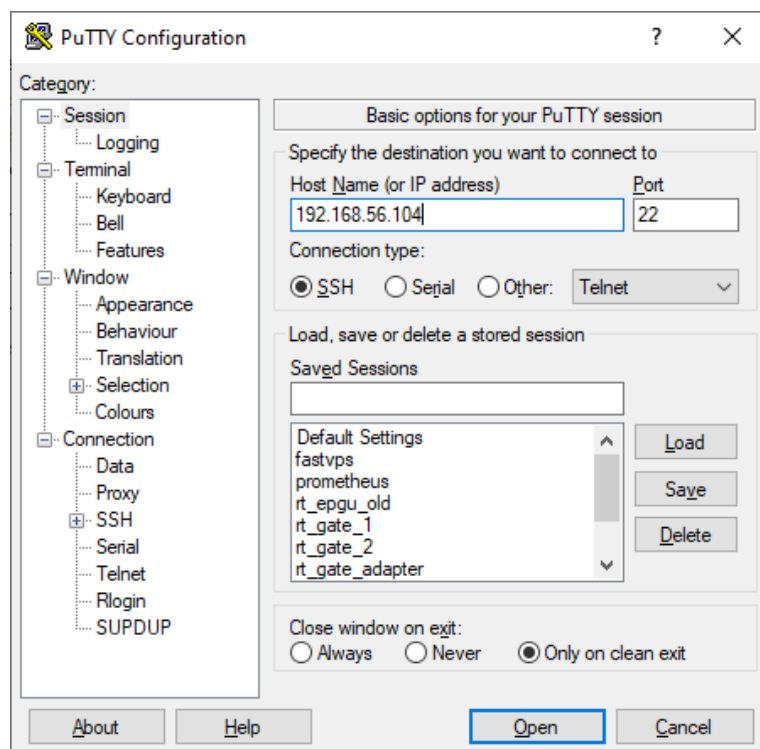 PuTTY Configuration
?
Category:
Session
Logging
Terminal
Keyboard
Bell
Features
Window
Appearance
Behaviour
Translation
Selection
Colours
Connection
Data
Proxy
SSH
Serial
Telnet
Rlogin
SUPDUP
Basic options for your PuTTY session
Specify the destination you want to connect to
Host Name (or IP address) Port
192.168.56.104 22
Connection type:
SSH Serial Other: Telnet
Load, save or delete a stored session
Saved Sessions
Default Settings
fastvps
prometheus
rt_epgu_old
rt_gate_1
rt_gate_2
rt_gate_adapter
Load
Save
Delete
Close window on exit:
Always Never Only on clean exit
About Help Open Cancel